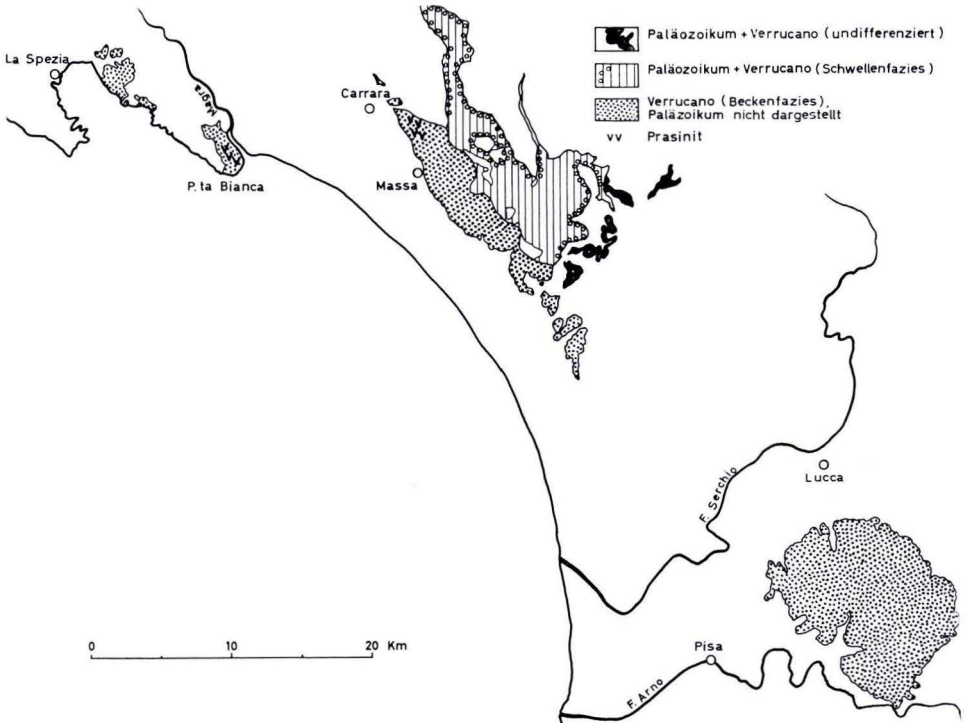 Paläozoikum + Verrucano (undifferenziert)
Paläozoikum + Verrucano (Schwellenfazies)
Verrucano (Beckenfazies),
Paläozoikum nicht dargestellt
vv Prasinit
La Spezia
Magra
Carrara
P.ta Bianca
Massa
F. Serchio
Lucca
0 10 20 Km
Pisa
F. Arno